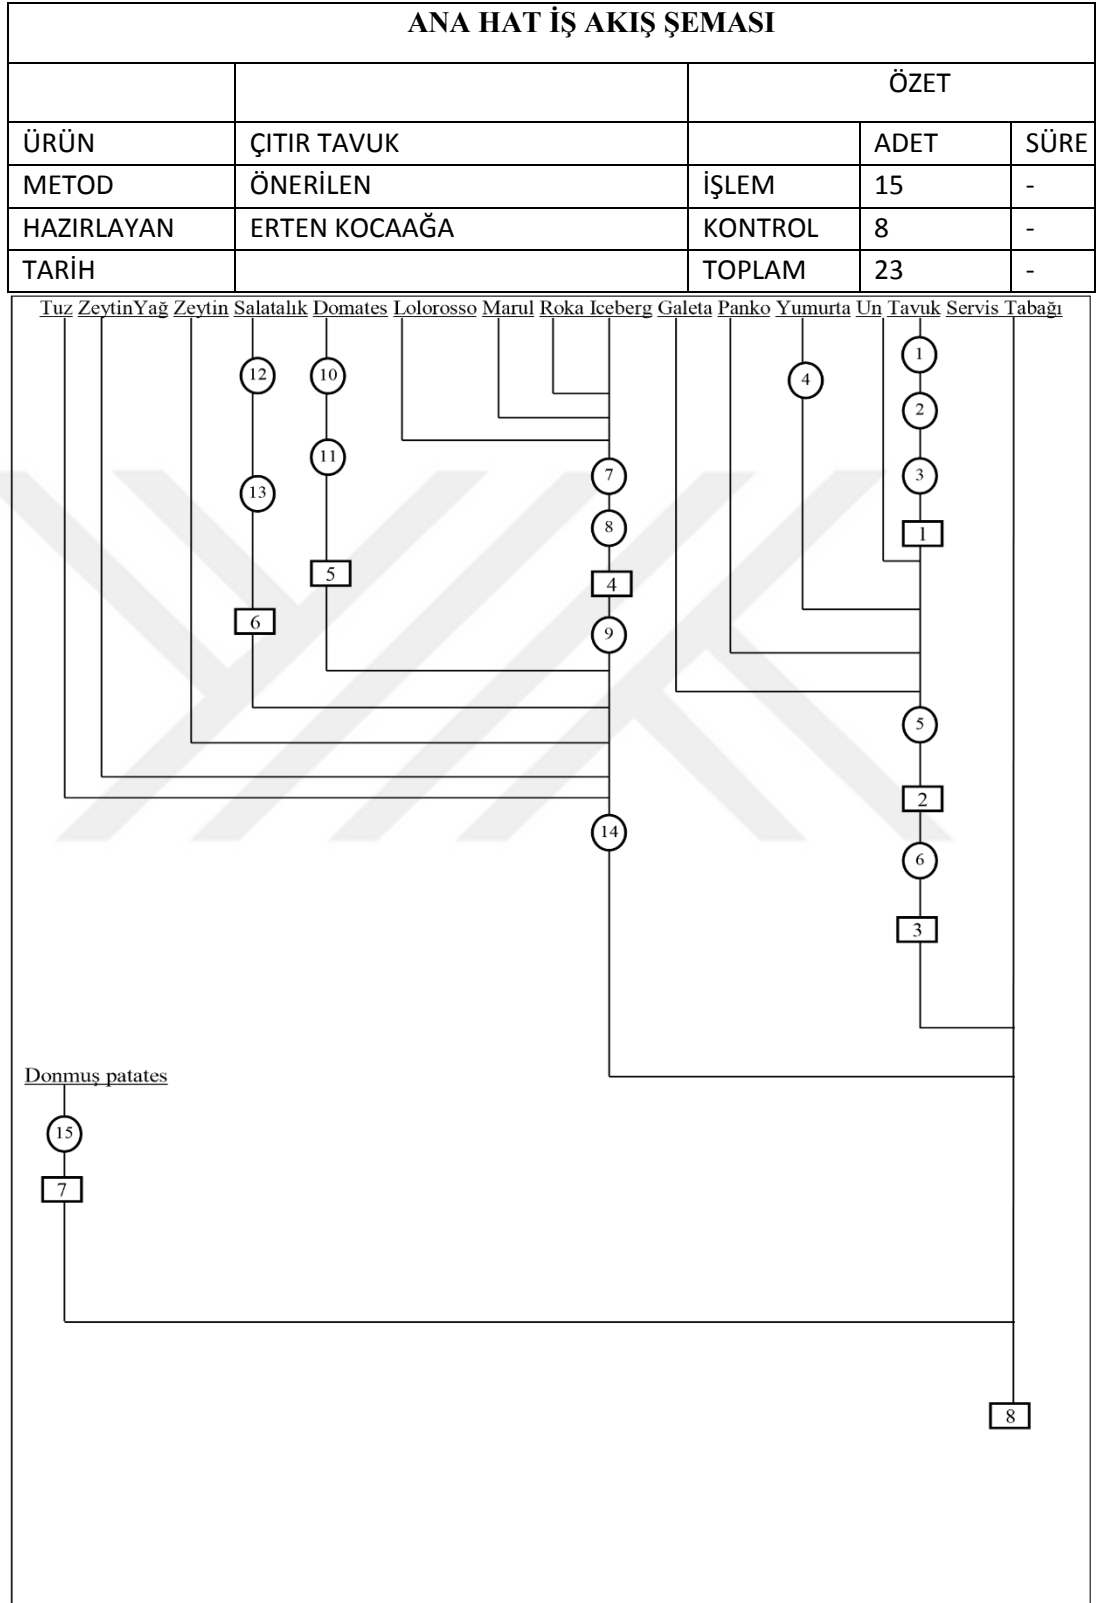 ANA HAT İŞ AKIŞ ŞEMASI
ÖZET
ÜRÜN ÇITIR TAVUK ADET SÜRE
METOD ÖNERİLEN İŞLEM 15 -
HAZIRLAYAN ERTEN KOCAAĞA KONTROL 8 -
TARİH TOPLAM 23 -
Tuz ZeytinYağ Zeytin Salatalık Domates Lolorosso Marul Roka Iceberg Galeta Panko Yumurta Un Tavuk Servis Tabağı
1
12 10 4
2
11
3
7
13
8
1
5
4
6
9
5
2
14
6
3
Donmuş patates
15
7
8